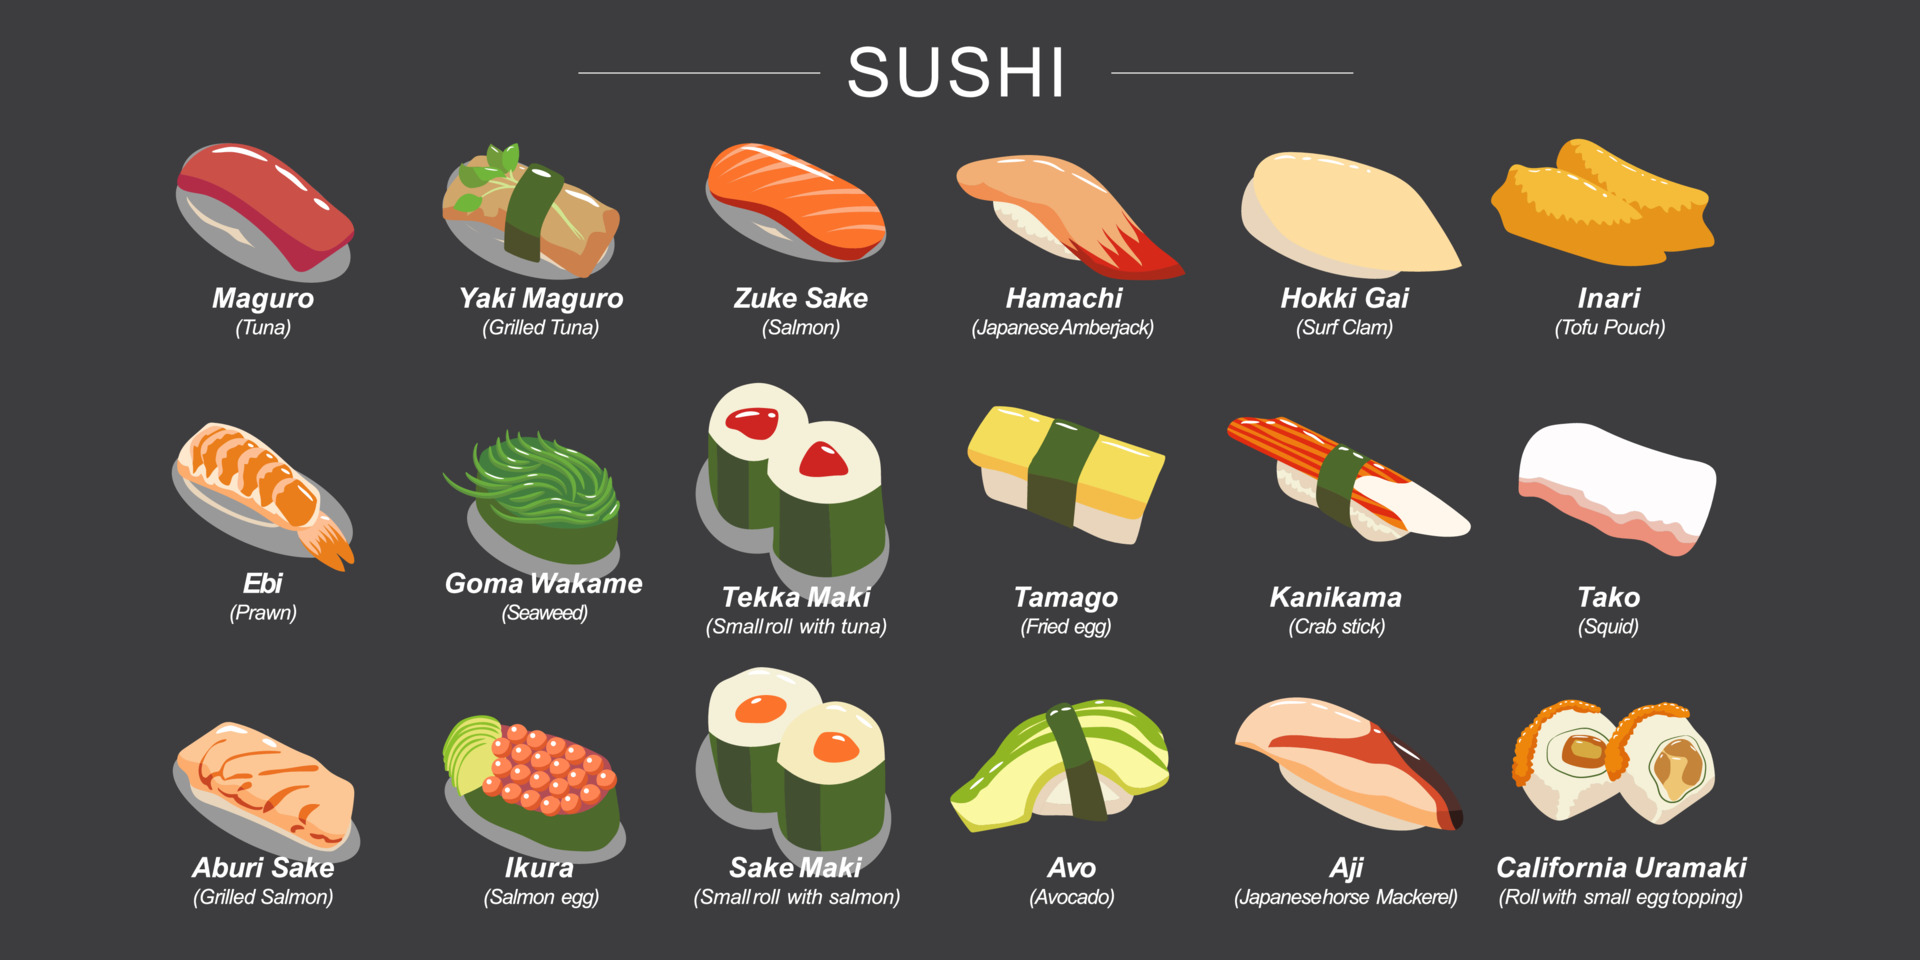 SUSHI
Maguro
(Tuna)
Yaki Maguro
(Grilled Tuna)
Zuke Sake
(Salmon)
Hamachi
(Japanese Amberjack)
Hokki Gai
(Surf Clam)
Inari
(Tofu Pouch)
Ebi
(Prawn)
Goma Wakame
(Seaweed)
Tekka Maki
(Small roll with tuna)
Tamago
(Fried egg)
Kanikama
(Crab stick)
Tako
(Squid)
Aburi Sake
(Grilled Salmon)
Ikura
(Salmon egg)
Sake Maki
(Small roll with salmon)
Avo
(Avocado)
Aji
(Japanese horse Mackerel)
California Uramaki
(Roll with small egg topping)